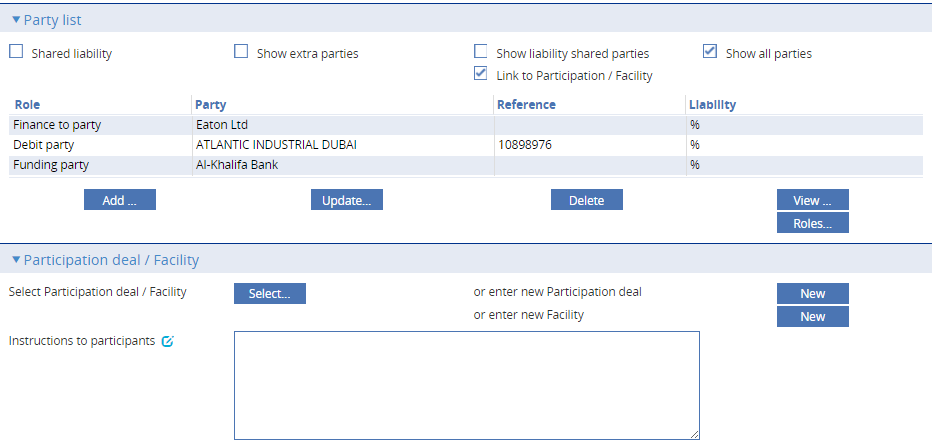 Party list
Shared liability Show extra parties Show liability shared parties Show all parties
Link to Participation / Facility
Role Party Reference Liability
Finance to party Eaton Ltd %
Debit party ATLANTIC INDUSTRIAL DUBAI 10898976 %
Funding party Al-Khalifa Bank %
Add ... Update... Delete View ...
Roles...
Participation deal / Facility
Select Participation deal / Facility Select... or enter new Participation deal New
or enter new Facility New
Instructions to participants